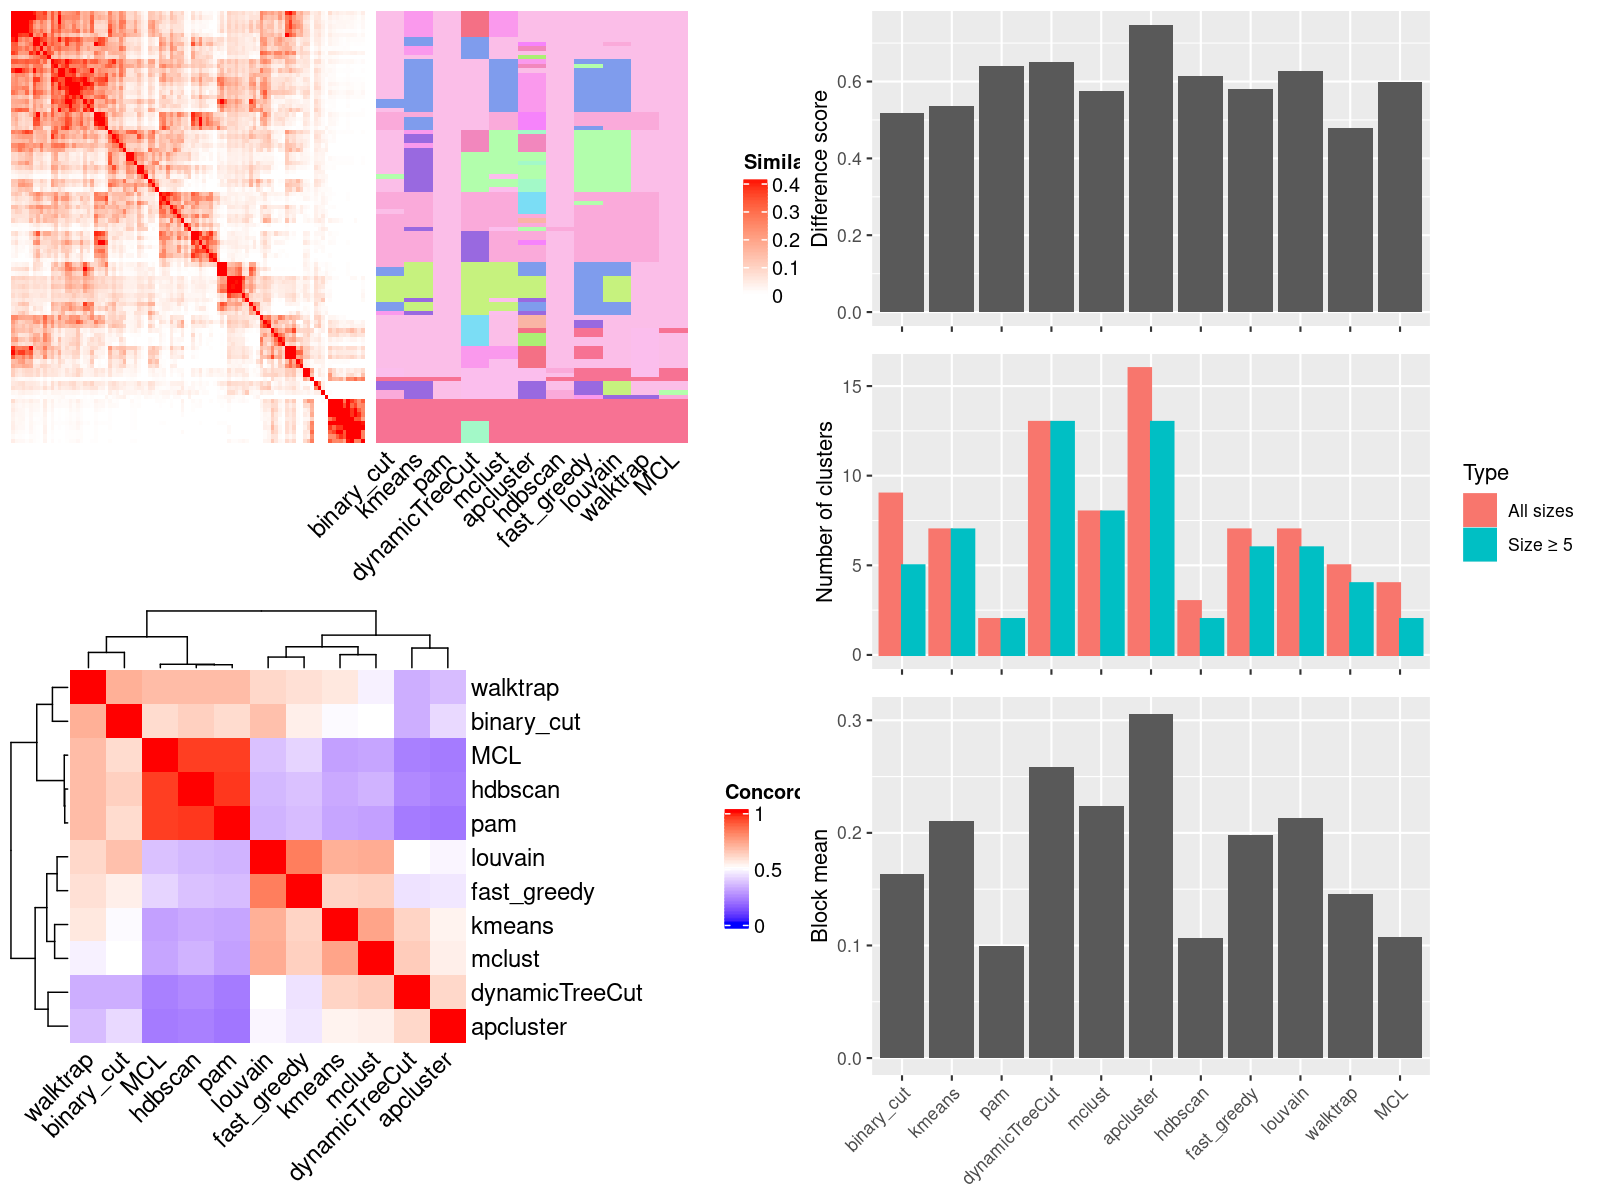 Simila
0.4
0.3
0.2
0.1
0
binary_cut
kmeans
pam
dynamicTreeCut
mclust
apcluster
hdbscan
fast_greedy
louvain
walktrap
MCL
walktrap
binary_cut
MCL
hdbscan
pam
louvain
fast_greedy
kmeans
mclust
dynamicTreeCut
apcluster
walktrap
binary_cut
MCL
hdbscan
pam
louvain
fast_greedy
kmeans
mclust
dynamicTreeCut
apcluster
Concord
1
0.5
0
Difference score
0.6
0.4
0.2
0.0
Number of clusters
15
10
5
0
Type
All sizes
Size ≥ 5
Block mean
0.3
0.2
0.1
0.0
binary_cut
kmeans
pam
dynamicTreeCut
mclust
apcluster
hdbscan
fast_greedy
louvain
walktrap
MCL